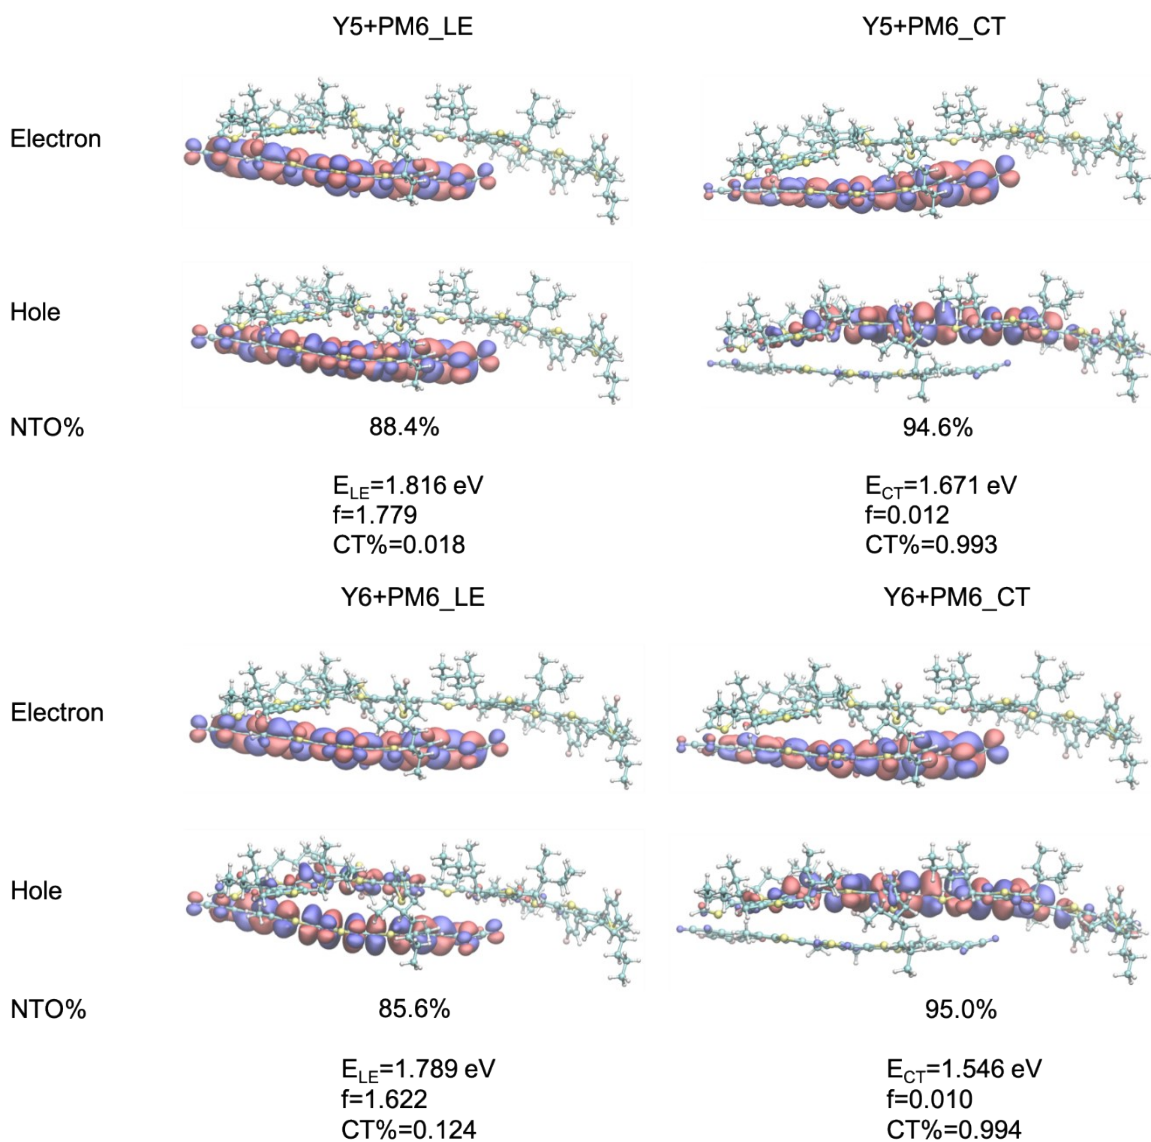 Y5+PM6_LE Y5+PM6_CT
Electron
Hole
NTO% 88.4% 94.6%
E_LE=1.816 eV E_CT=1.671 eV
f=1.779 f=0.012
CT%=0.018 CT%=0.993
Y6+PM6_LE Y6+PM6_CT
Electron
Hole
NTO% 85.6% 95.0%
E_LE=1.789 eV E_CT=1.546 eV
f=1.622 f=0.010
CT%=0.124 CT%=0.994